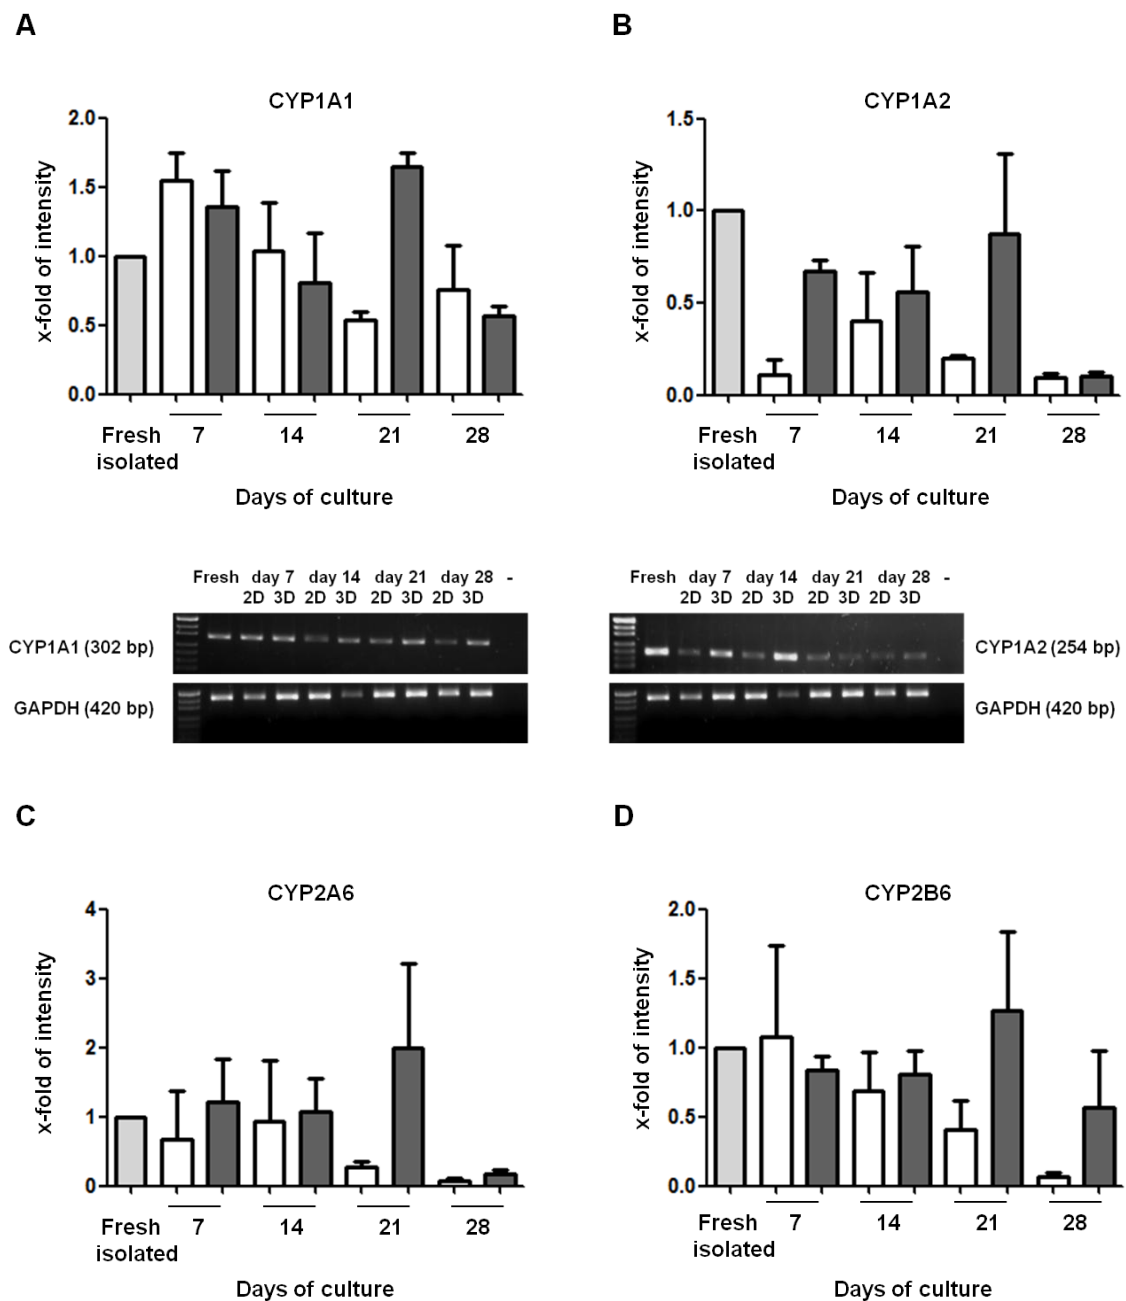 A
B
CYP1A1
CYP1A2
2.0
1.5
1.0
0.5
0.0
x-fold of intensity
1.5
1.0
0.5
0.0
x-fold of intensity
Fresh isolated
7
14
21
28
Days of culture
Fresh isolated
7
14
21
28
Days of culture
Fresh day 7 day 14 day 21 day 28 -
2D 3D 2D 3D 2D 3D 2D 3D
CYP1A1 (302 bp)
GAPDH (420 bp)
Fresh day 7 day 14 day 21 day 28 -
2D 3D 2D 3D 2D 3D 2D 3D
CYP1A2 (254 bp)
GAPDH (420 bp)
C
D
CYP2A6
CYP2B6
4
3
2
1
0
x-fold of intensity
2.0
1.5
1.0
0.5
0.0
x-fold of intensity
Fresh isolated
7
14
21
28
Days of culture
Fresh isolated
7
14
21
28
Days of culture